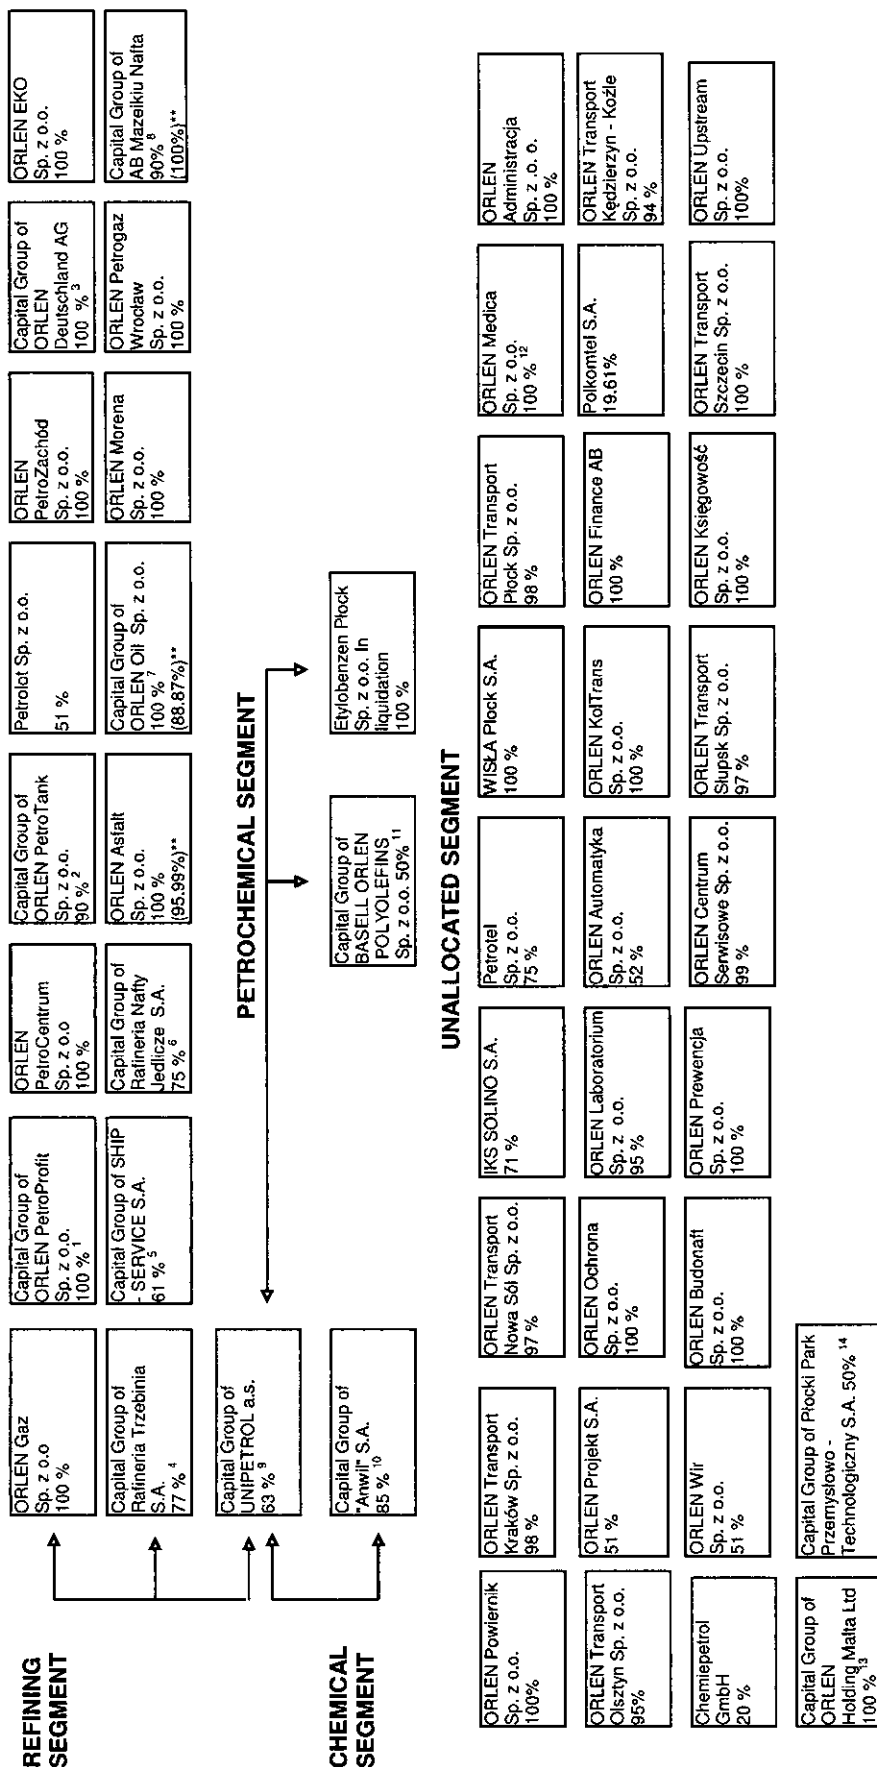 REFINING
SEGMENT
ORLEN Gaz
Sp. z o.o
100 %
Capital Group of
ORLEN PetroProfit
Sp. z o.o.
100 % 1
ORLEN
PetroCentrum
Sp. z o.o
100 %
Capital Group of
ORLEN PetroTank
Sp. z o.o.
90 % 2
Petrolot Sp. z o.o.
51 %
ORLEN
PetroZachód
Sp. z o.o.
100 %
Capital Group of
ORLEN
Deutschland AG
100 % 3
ORLEN EKO
Sp. z o.o.
100 %
Capital Group of
Rafineria Trzebinia
S.A.
77 % 4
Capital Group of SHIP
- SERVICE S.A.
61 % 5
Capital Group of
Rafineria Nafty
Jedlicze S.A.
75 % 6
ORLEN Asfalt
Sp. z o.o.
100 %
(95.99%)**
Capital Group of
ORLEN Oil Sp. z o.o.
100 % 7
(88.87%)**
ORLEN Morena
Sp. z o.o.
100 %
ORLEN Petrogaz
Wrocław
Sp. z o.o.
100 %
Capital Group of
AB Mazeikiu Nafta
90% 8
(100%)**
Capital Group of
UNIPETROL a.s.
63 % 9
PETROCHEMICAL SEGMENT
CHEMICAL
SEGMENT
Capital Group of
"Anwil" S.A.
85 % 10
Capital Group of
BASELL ORLEN
POLYOLEFINS
Sp. z o.o. 50% 11
Etylobenzen Płock
Sp. z o.o. In
liquidation
100 %
UNALLOCATED SEGMENT
ORLEN Powiernik
Sp. z o.o.
100%
ORLEN Transport
Kraków Sp. z o.o.
98 %
ORLEN Transport
Nowa Sól Sp. z o.o.
97 %
IKS SOLINO S.A.
71 %
Petrotel
Sp. z o.o.
75 %
WISŁA Płock S.A.
100 %
ORLEN Transport
Płock Sp. z o.o.
98 %
ORLEN Medica
Sp. z o.o.
100 % 12
ORLEN
Administracja
Sp. z .o. o.
100 %
ORLEN Transport
Olsztyn Sp. z o.o.
95%
ORLEN Projekt S.A.
51 %
ORLEN Ochrona
Sp. z o.o.
100 %
ORLEN Laboratorium
Sp. z o.o.
95 %
ORLEN Automatyka
Sp. z o.o.
52 %
ORLEN KolTrans
Sp. z o.o.
100 %
ORLEN Finance AB
100 %
Polkomtel S.A.
19.61%
ORLEN Transport
Kędzierzyn - Koźle
Sp. z o.o.
94 %
Chemiepetrol
GmbH
20 %
ORLEN Wir
Sp. z o.o.
51 %
ORLEN Budonaft
Sp. z o.o.
100 %
ORLEN Prewencja
Sp. z o.o.
100 %
ORLEN Centrum
Serwisowe Sp. z o.o.
99 %
ORLEN Transport
Słupsk Sp. z o.o.
97 %
ORLEN Księgowość
Sp. z o.o.
100 %
ORLEN Transport
Szczecin Sp. z o.o.
100 %
ORLEN Upstream
Sp. z o.o.
100%
Capital Group of
ORLEN
Holding Malta Ltd
100 % 13
Capital Group of Płocki Park
Przemysłowo -
Technologiczny S.A. 50% 14